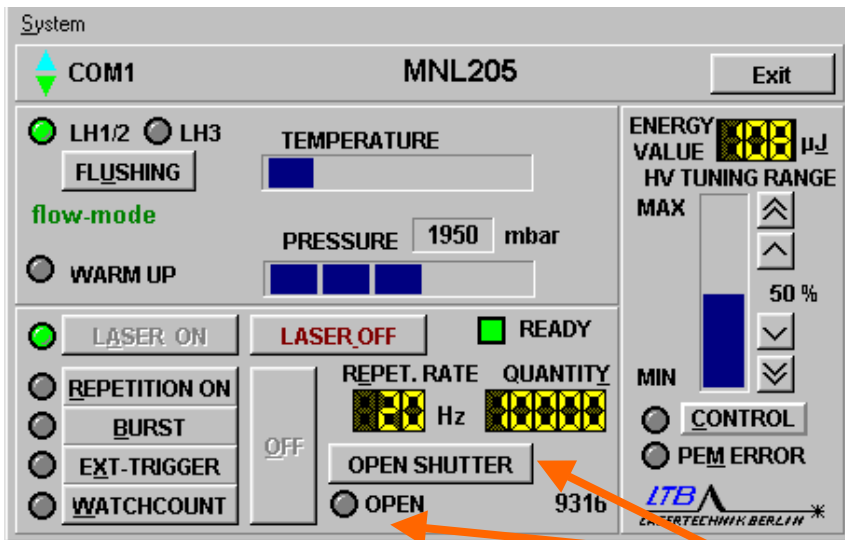 System
COM1
MNL205
Exit
LH1/2
LH3
FLUSHING
flow-mode
WARM UP
TEMPERATURE
PRESSURE 1950 mbar
ENERGY
VALUE µJ
HV TUNING RANGE
MAX
50 %
MIN
CONTROL
PEM ERROR
LTB
LASERTECHNIK BERLIN
LASER ON
LASER OFF
READY
REPETITION ON
BURST
EXT-TRIGGER
WATCHCOUNT
OFF
REPET. RATE
20 Hz
QUANTITY
OPEN SHUTTER
OPEN
9316